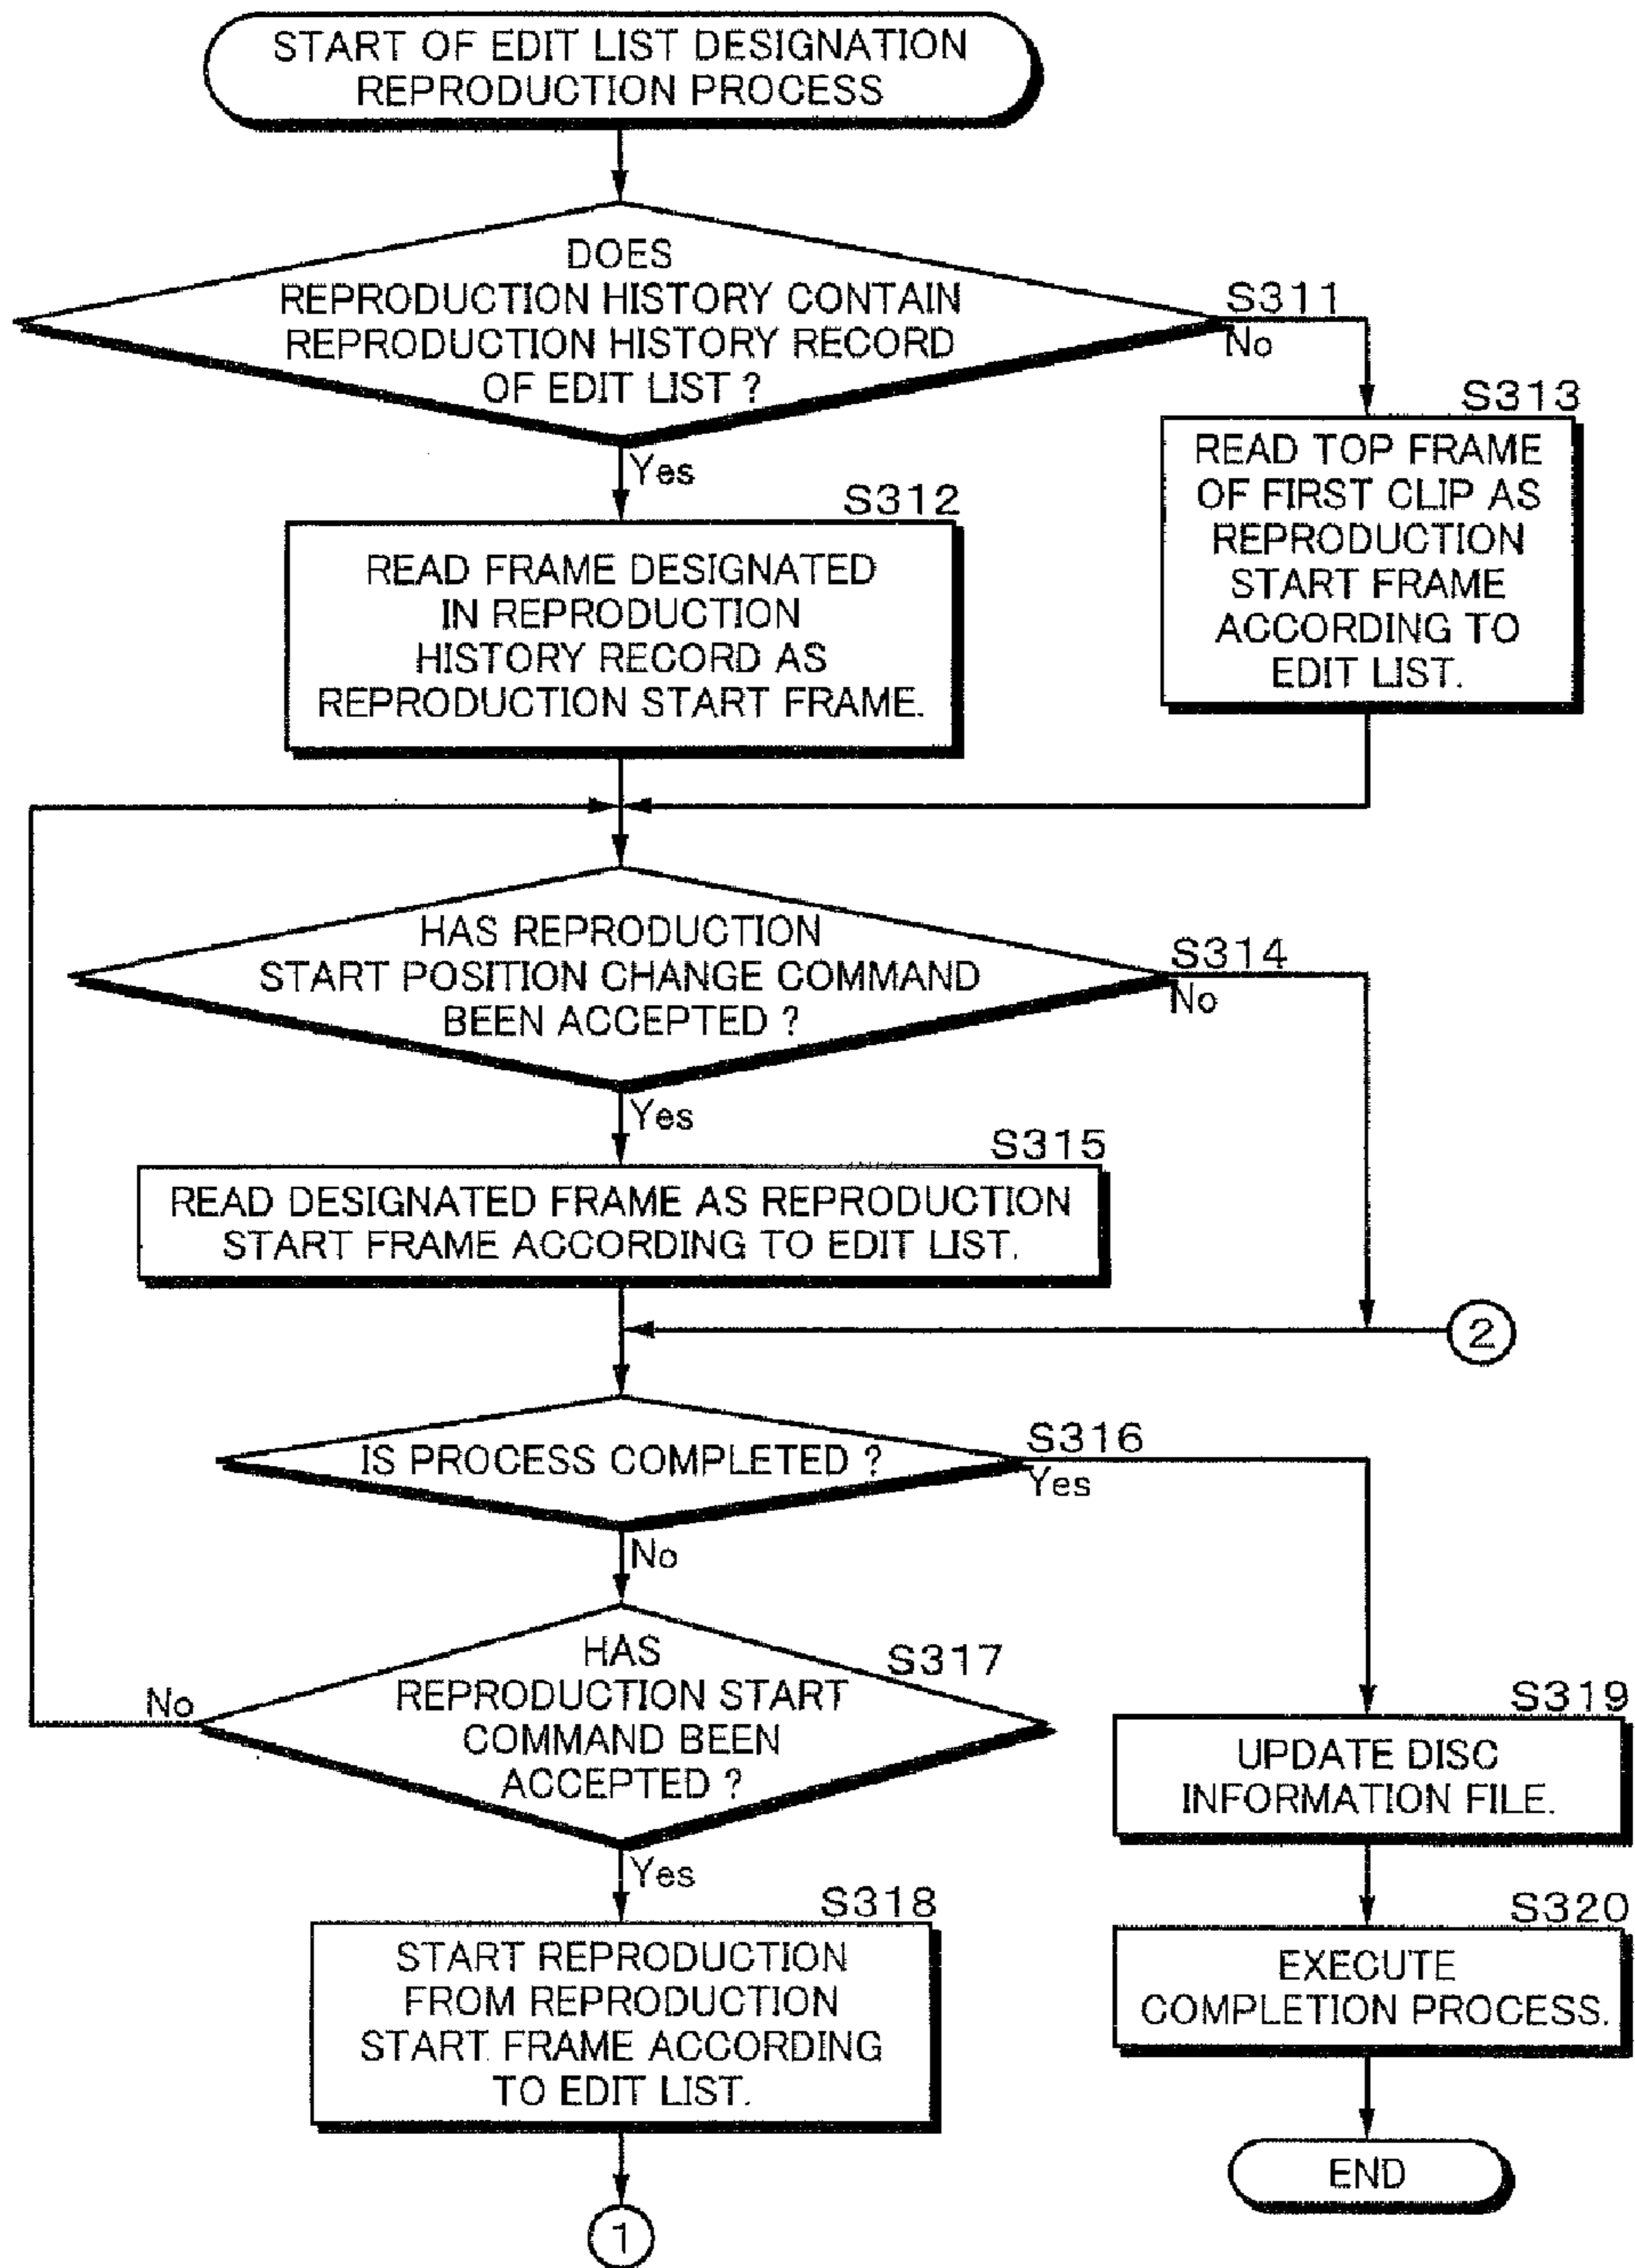 START OF EDIT LIST DESIGNATION
REPRODUCTION PROCESS
DOES
REPRODUCTION HISTORY CONTAIN
REPRODUCTION HISTORY RECORD
OF EDIT LIST ?
S311
No
Yes
S312
READ FRAME DESIGNATED
IN REPRODUCTION
HISTORY RECORD AS
REPRODUCTION START FRAME.
S313
READ TOP FRAME
OF FIRST CLIP AS
REPRODUCTION
START FRAME
ACCORDING TO
EDIT LIST.
HAS REPRODUCTION
START POSITION CHANGE COMMAND
BEEN ACCEPTED ?
S314
No
Yes
S315
READ DESIGNATED FRAME AS REPRODUCTION
START FRAME ACCORDING TO EDIT LIST.
2
IS PROCESS COMPLETED ?
S316
Yes
No
HAS
REPRODUCTION START
COMMAND BEEN
ACCEPTED ?
S317
No
Yes
S318
START REPRODUCTION
FROM REPRODUCTION
START FRAME ACCORDING
TO EDIT LIST.
1
S319
UPDATE DISC
INFORMATION FILE.
S320
EXECUTE
COMPLETION PROCESS.
END